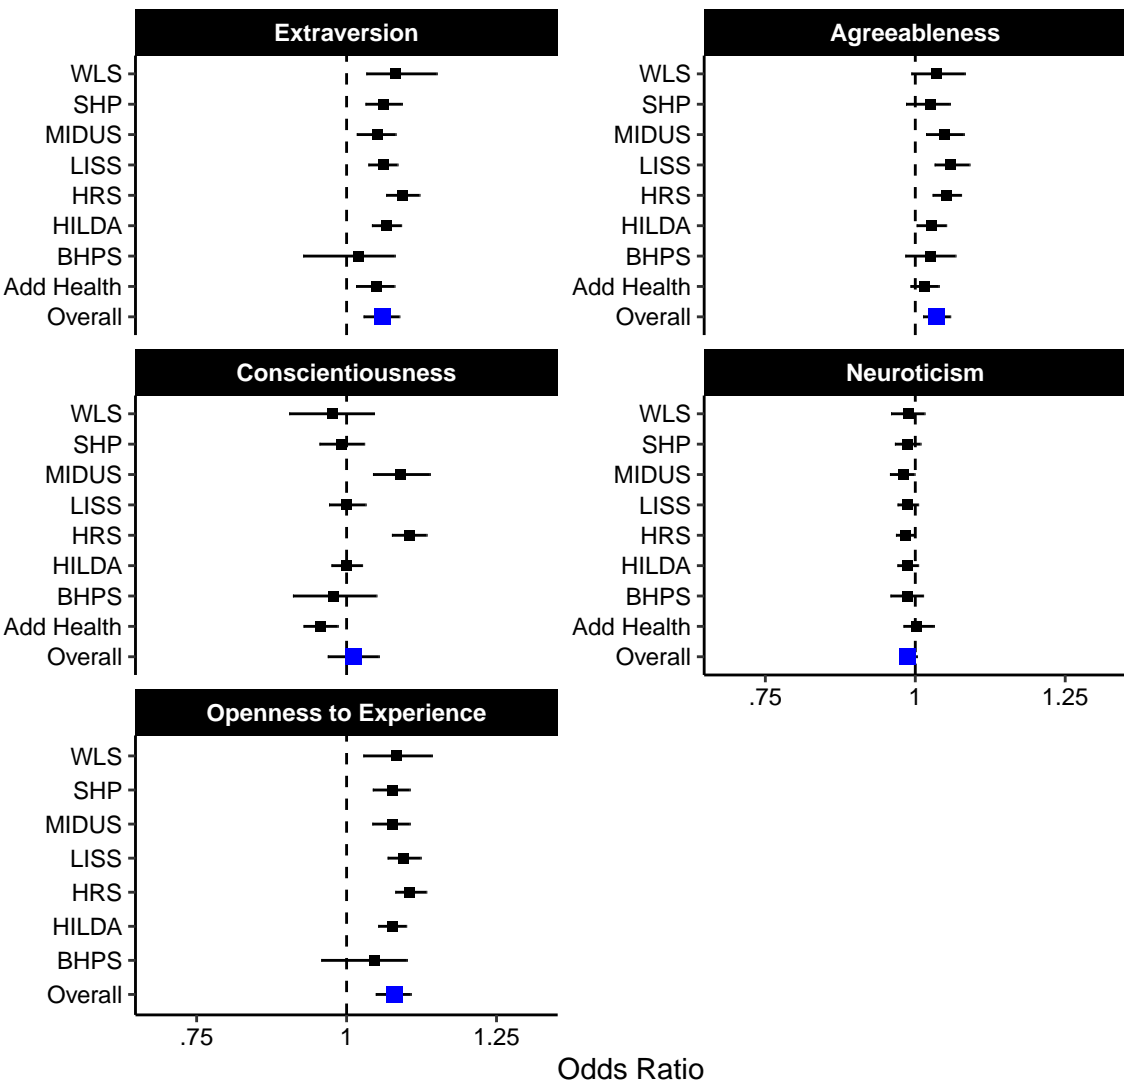 Extraversion
WLS
SHP
MIDUS
LISS
HRS
HILDA
BHPS
Add Health
Overall
Agreeableness
WLS
SHP
MIDUS
LISS
HRS
HILDA
BHPS
Add Health
Overall
Conscientiousness
WLS
SHP
MIDUS
LISS
HRS
HILDA
BHPS
Add Health
Overall
Neuroticism
WLS
SHP
MIDUS
LISS
HRS
HILDA
BHPS
Add Health
Overall
.75 1 1.25
Openness to Experience
WLS
SHP
MIDUS
LISS
HRS
HILDA
BHPS
Overall
.75 1 1.25
Odds Ratio